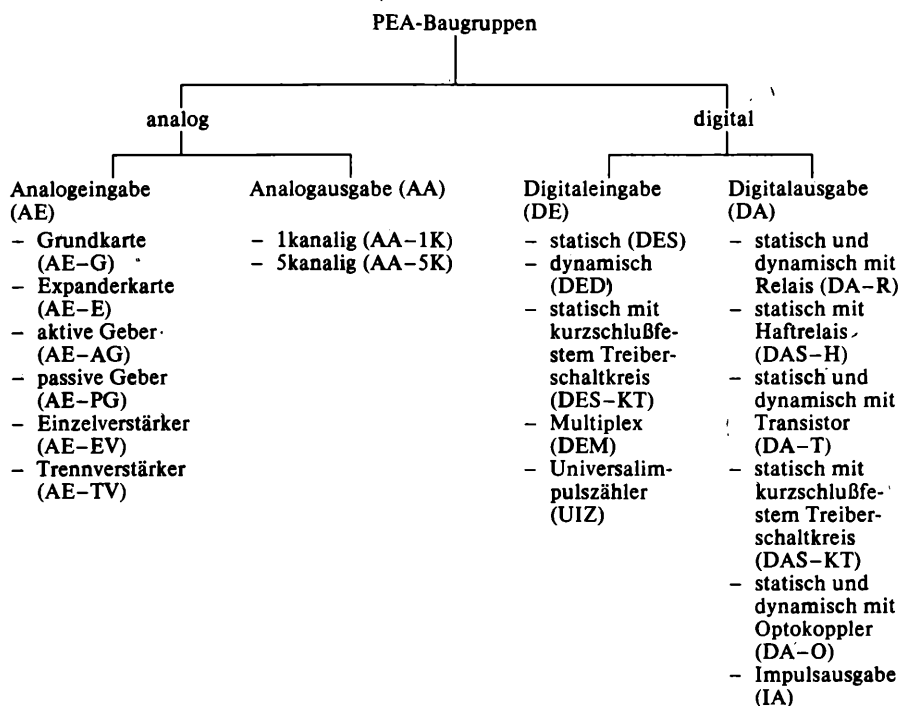 PEA-Baugruppen
analog
digital
Analogeingabe
(AE)
– Grundkarte
(AE–G)
– Expanderkarte
(AE–E)
– aktive Geber
(AE–AG)
– passive Geber
(AE–PG)
– Einzelverstärker
(AE–EV)
– Trennverstärker
(AE–TV)
Analogausgabe (AA)
– 1kanalig (AA–1K)
– 5kanalig (AA–5K)
Digitaleingabe
(DE)
– statisch (DES)
– dynamisch
(DED)
– statisch mit
kurzschlußfe-
stem Treiber-
schaltkreis
(DES–KT)
– Multiplex
(DEM)
– Universalim-
pulszähler
(UIZ)
Digitalausgabe
(DA)
– statisch und
dynamisch mit
Relais (DA–R)
– statisch mit
Haftrelais
(DAS–H)
– statisch und
dynamisch mit
Transistor
(DA–T)
– statisch mit
kurzschlußfe-
stem Treiber-
schaltkreis
(DAS–KT)
– statisch und
dynamisch mit
Optokoppler
(DA–O)
– Impulsausgabe
(IA)